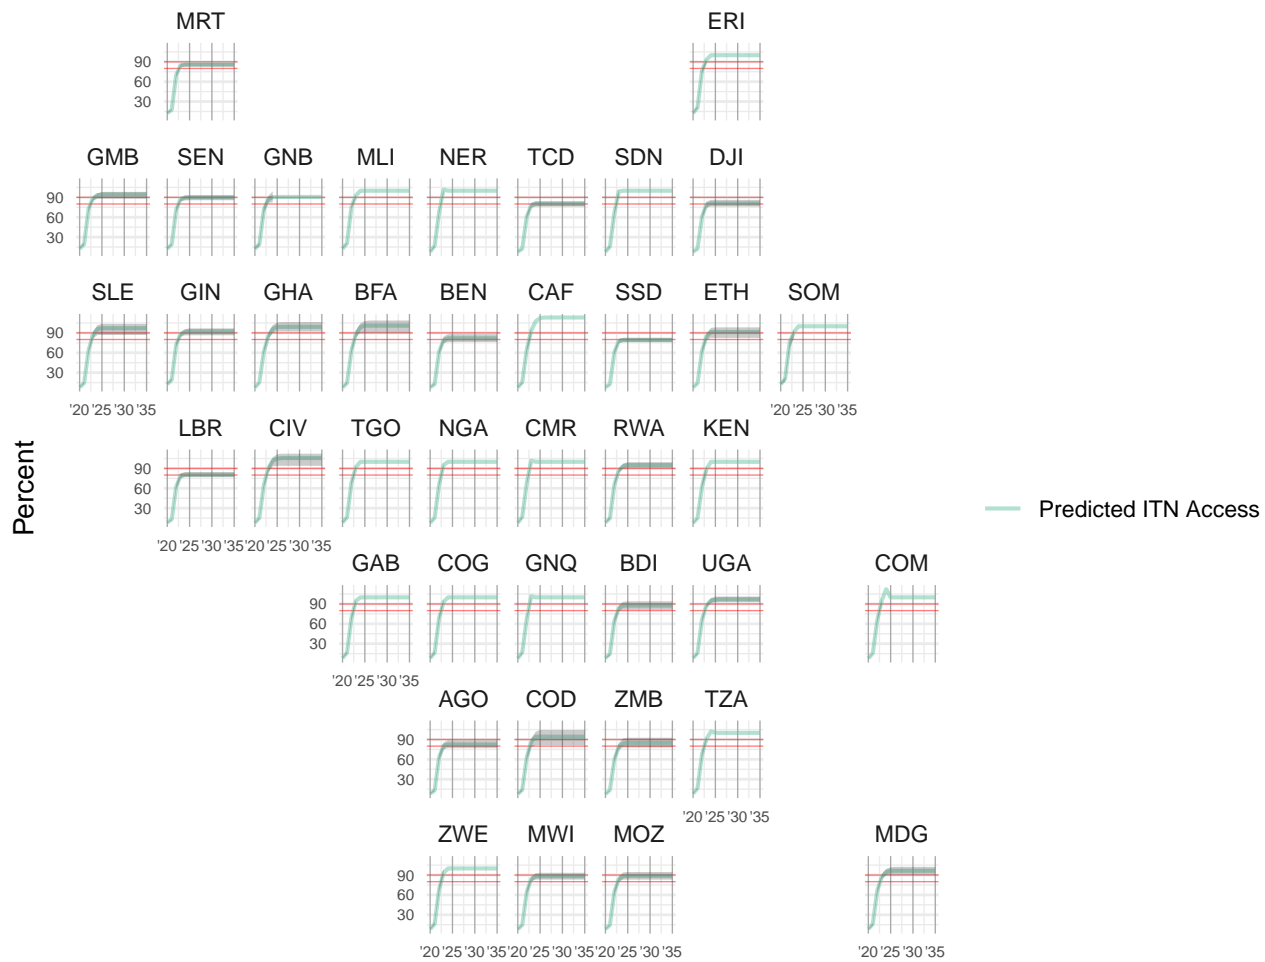 MRT ERI
90
60
30
GMB SEN GNB MLI NER TCD SDN DJI
90
60
30
SLE GIN GHA BFA BEN CAF SSD ETH SOM
90
60
30
'20 '25 '30 '35 '20 '25 '30 '35
LBR CIV TGO NGA CMR RWA KEN
90
60
30
'20 '25 '30 '35 '20 '25 '30 '35
Percent
Predicted ITN Access
GAB COG GNQ BDI UGA COM
90
60
30
'20 '25 '30 '35
AGO COD ZMB TZA
90
60
30
'20 '25 '30 '35
ZWE MWI MOZ MDG
90
60
30
'20 '25 '30 '35 '20 '25 '30 '35 '20 '25 '30 '35 '20 '25 '30 '35